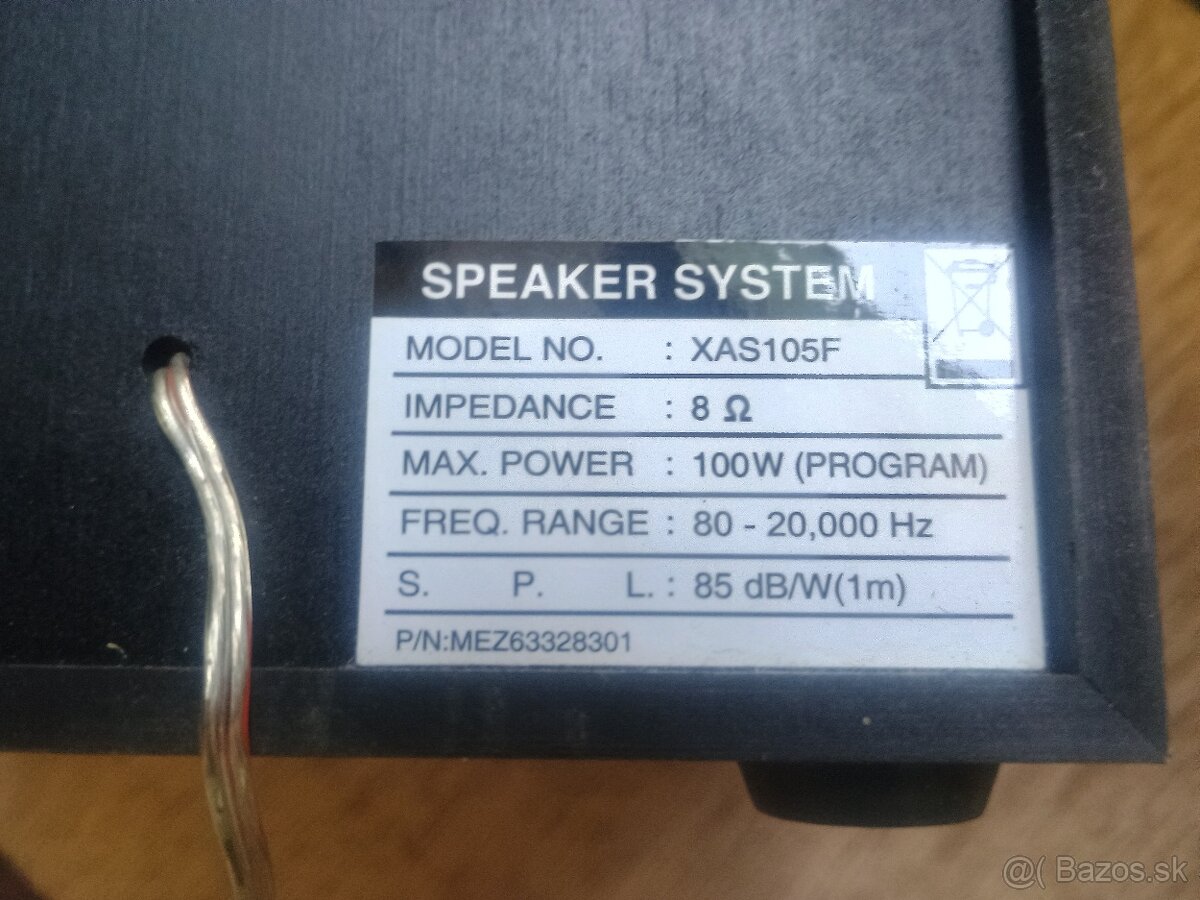 SPEAKER SYSTEM
MODEL NO. : XAS105F
IMPEDANCE : 8 Ω
MAX. POWER : 100W (PROGRAM)
FREQ. RANGE : 80 - 20,000 Hz
S. P. L. : 85 dB/W(1m)
P/N:MEZ63328301
@( Bazos.sk